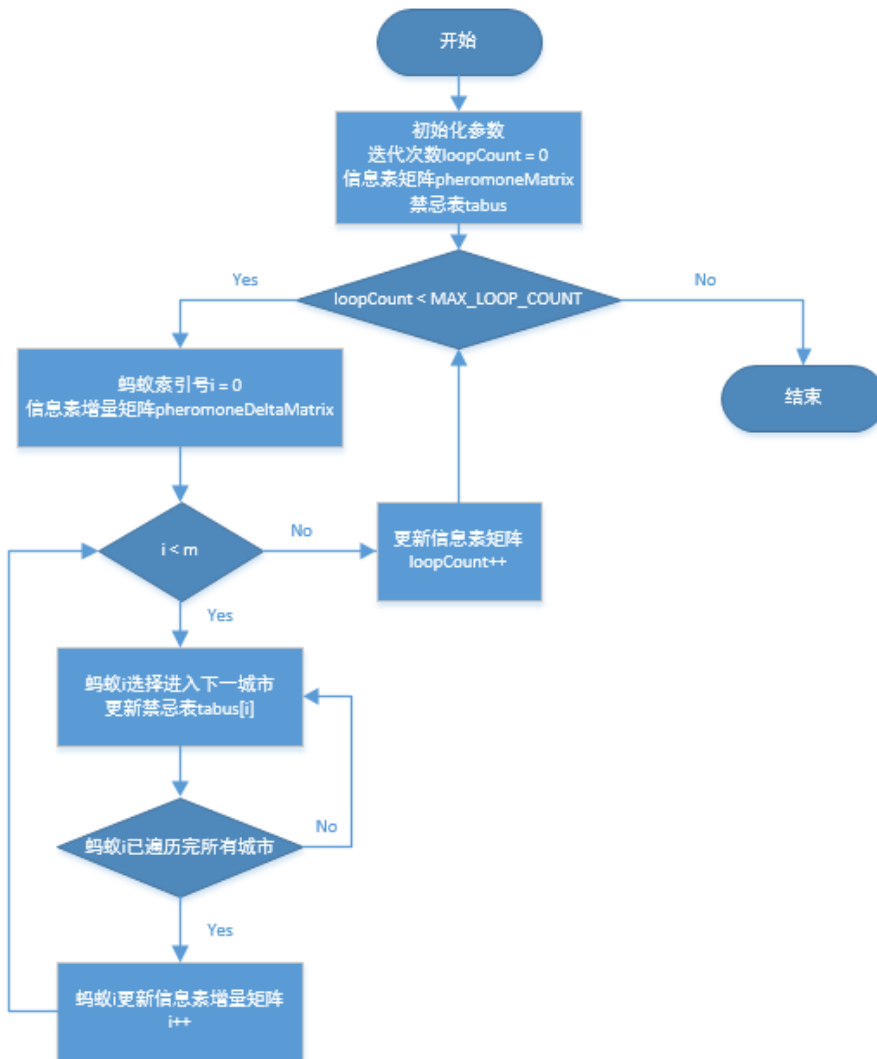 开始
初始化参数
迭代次数loopCount = 0
信息素矩阵pheromoneMatrix
禁忌表tabus
Yes
loopCount < MAX_LOOP_COUNT
No
蚂蚁索引号i = 0
信息素增量矩阵pheromoneDeltaMatrix
结束
i < m
No
更新信息素矩阵
loopCount++
Yes
蚂蚁i选择进入下一城市
更新禁忌表tabus[i]
蚂蚁i已遍历完所有城市
No
Yes
蚂蚁i更新信息素增量矩阵
i++